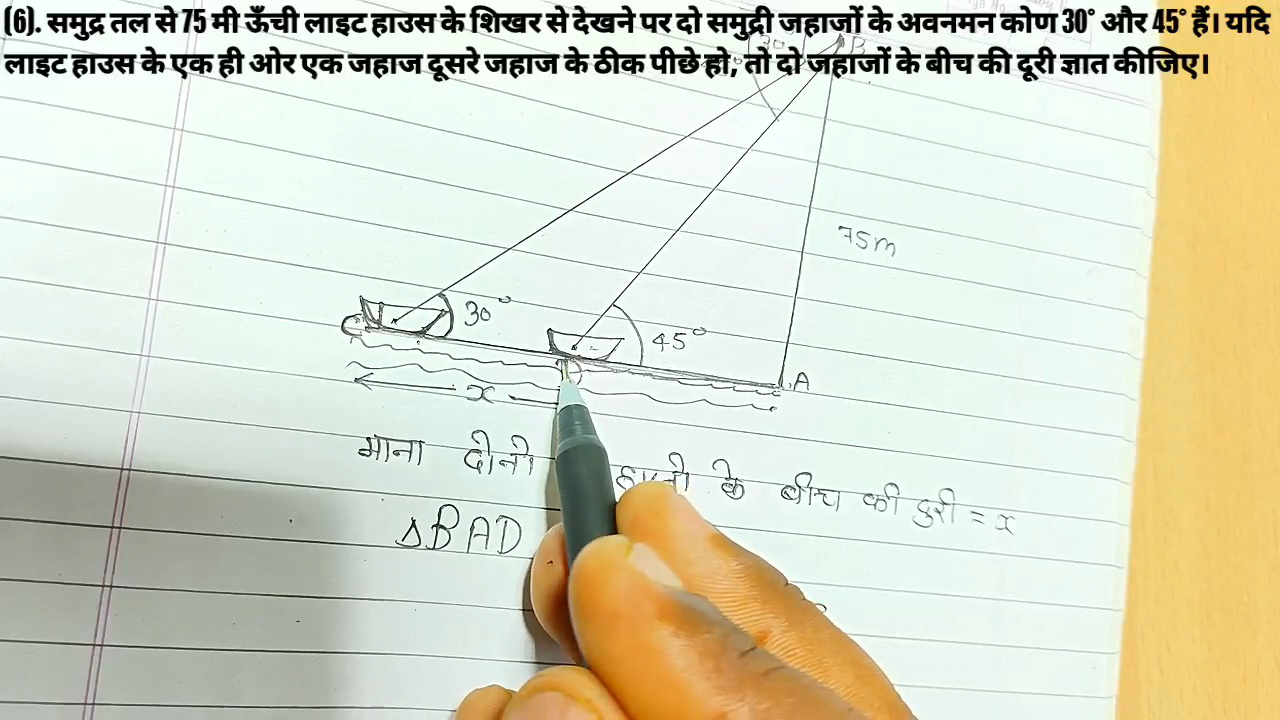 (6). समुद्र तल से 75 मी ऊँची लाइट हाउस के शिखर से देखने पर दो समुद्री जहाजों के अवनमन कोण 30° और 45° हैं। यदि
लाइट हाउस के एक ही ओर एक जहाज दूसरे जहाज के ठीक पीछे हो, तो दो जहाजों के बीच की दूरी ज्ञात कीजिए।
B
75m
30°
45°
C
A
x
माना दोनो के बीच की दुरी = x
ΔBAD